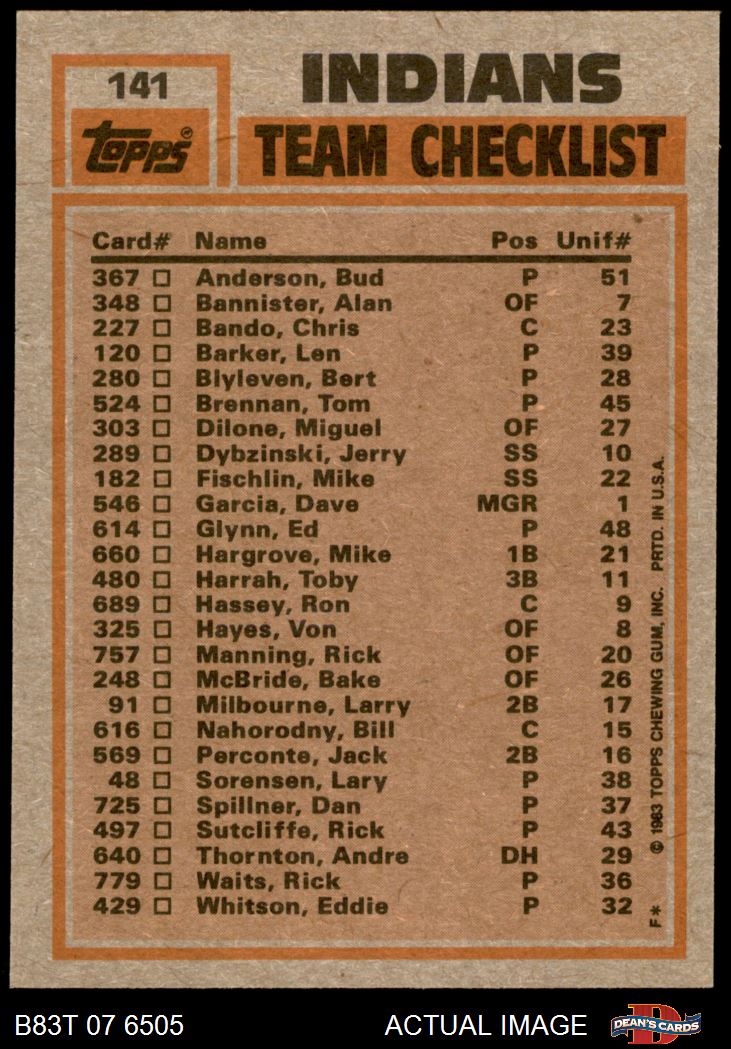 141
INDIANS
topps®
TEAM CHECKLIST
Card# Name Pos Unif#
367 □ Anderson, Bud P 51
348 □ Bannister, Alan OF 7
227 □ Bando, Chris C 23
120 □ Barker, Len P 39
280 □ Blyleven, Bert P 28
524 □ Brennan, Tom P 45
303 □ Dilone, Miguel OF 27
289 □ Dybzinski, Jerry SS 10
182 □ Fischlin, Mike SS 22
546 □ Garcia, Dave MGR 1
614 □ Glynn, Ed P 48
660 □ Hargrove, Mike 1B 21
480 □ Harrah, Toby 3B 11
689 □ Hassey, Ron C 9
325 □ Hayes, Von OF 8
757 □ Manning, Rick OF 20
248 □ McBride, Bake OF 26
91 □ Milbourne, Larry 2B 17
616 □ Nahorodny, Bill C 15
569 □ Perconte, Jack 2B 16
48 □ Sorensen, Lary P 38
725 □ Spillner, Dan P 37
497 □ Sutcliffe, Rick P 43
640 □ Thornton, Andre DH 29
779 □ Waits, Rick P 36
429 □ Whitson, Eddie P 32
F* © 1983 TOPPS CHEWING GUM, INC. PRTD. IN U.S.A.
B83T 07 6505 ACTUAL IMAGE
D
DEAN'S CARDS